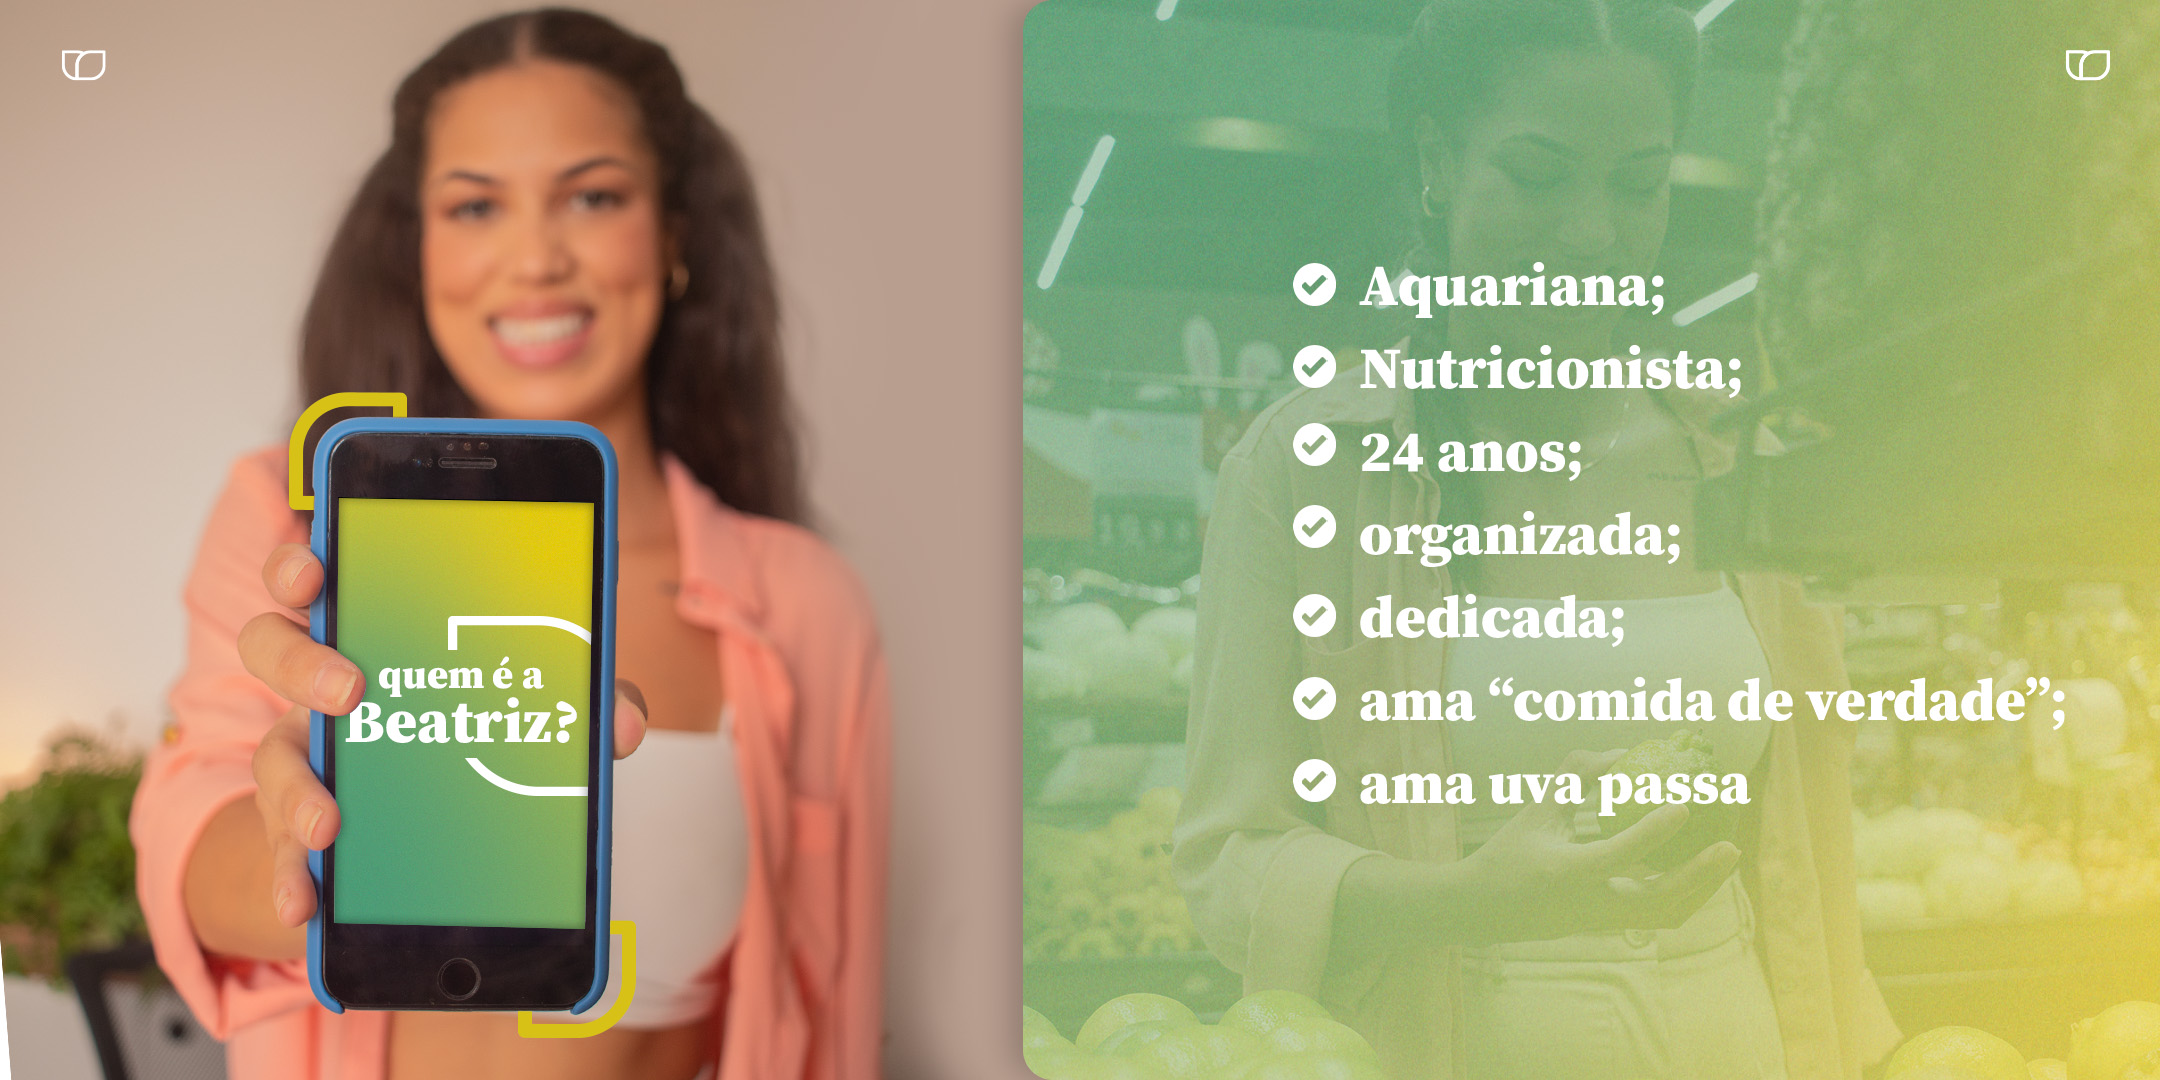 quem é a
Beatriz?
Aquariana;
Nutricionista;
24 anos;
organizada;
dedicada;
ama “comida de verdade”;
ama uva passa